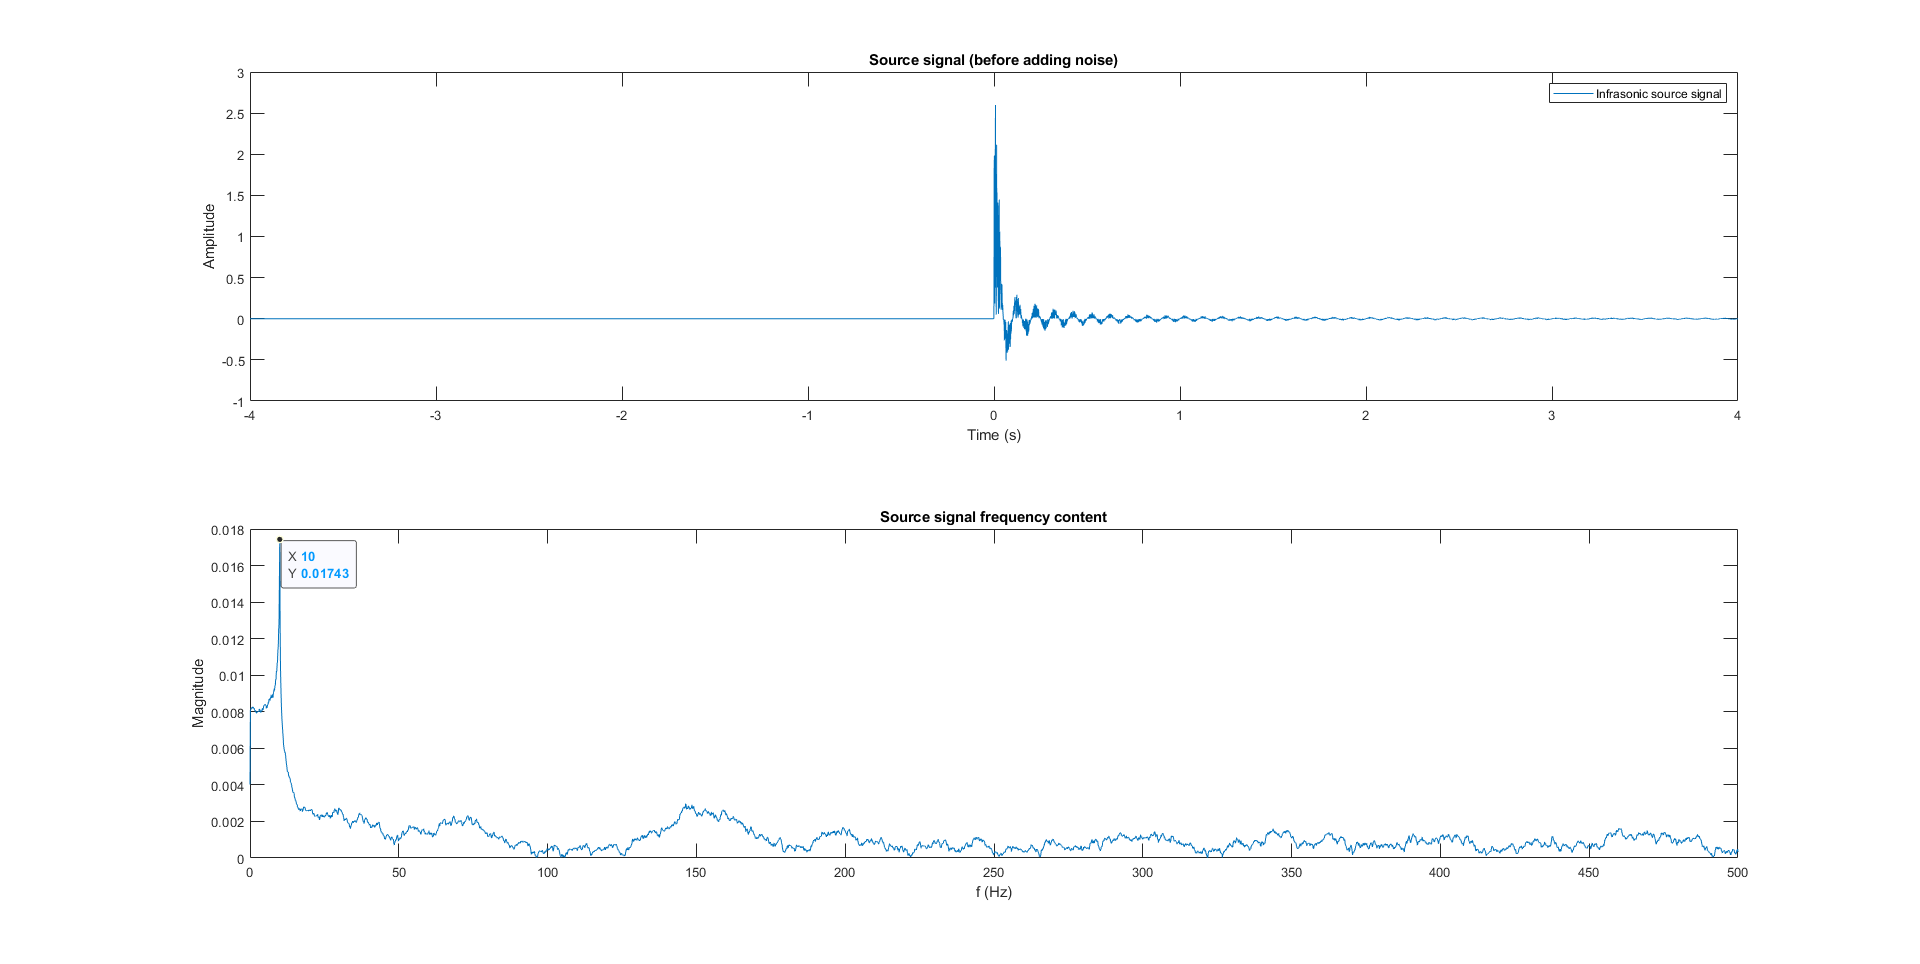 Source signal (before adding noise)
3
2.5
2
1.5
1
0.5
0
-0.5
-1
Amplitude
Infrasonic source signal
-4 -3 -2 -1 0 1 2 3 4
Time (s)
Source signal frequency content
0.018
0.016
0.014
0.012
0.01
0.008
0.006
0.004
0.002
0
Magnitude
X 10
Y 0.01743
0 50 100 150 200 250 300 350 400 450 500
f (Hz)